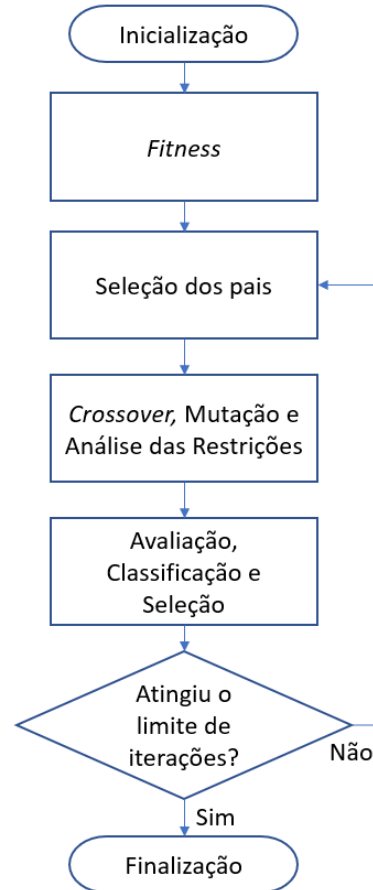 Inicialização
Fitness
Seleção dos pais
Crossover, Mutação e
Análise das Restrições
Avaliação,
Classificação e
Seleção
Atingiu o
limite de
iterações?
Não
Sim
Finalização